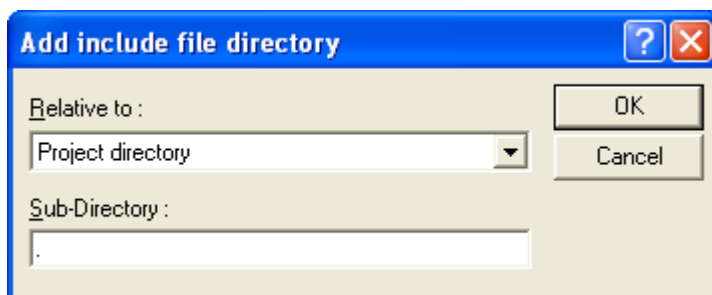 Add include file directory
Relative to :
OK
Project directory
Cancel
Sub-Directory :
.